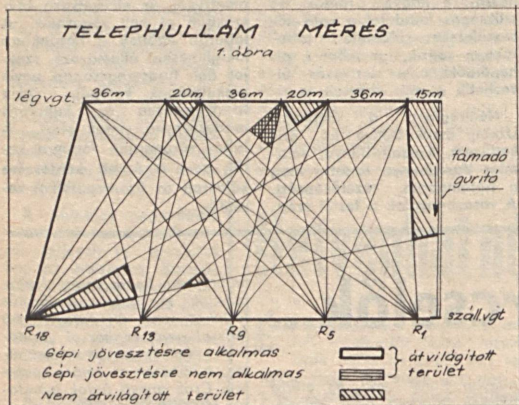 TELEPHULLÁM MÉRÉS
1. ábra
légvgt. 36m 20m 36m 20m 36m 15m
támadó
gurító
R18 R13 R9 R5 R1 száll.vgt
Gépi jövesztésre alkalmas
Gépi jövesztésre nem alkalmas
átvilágított
terület
Nem átvilágított terület